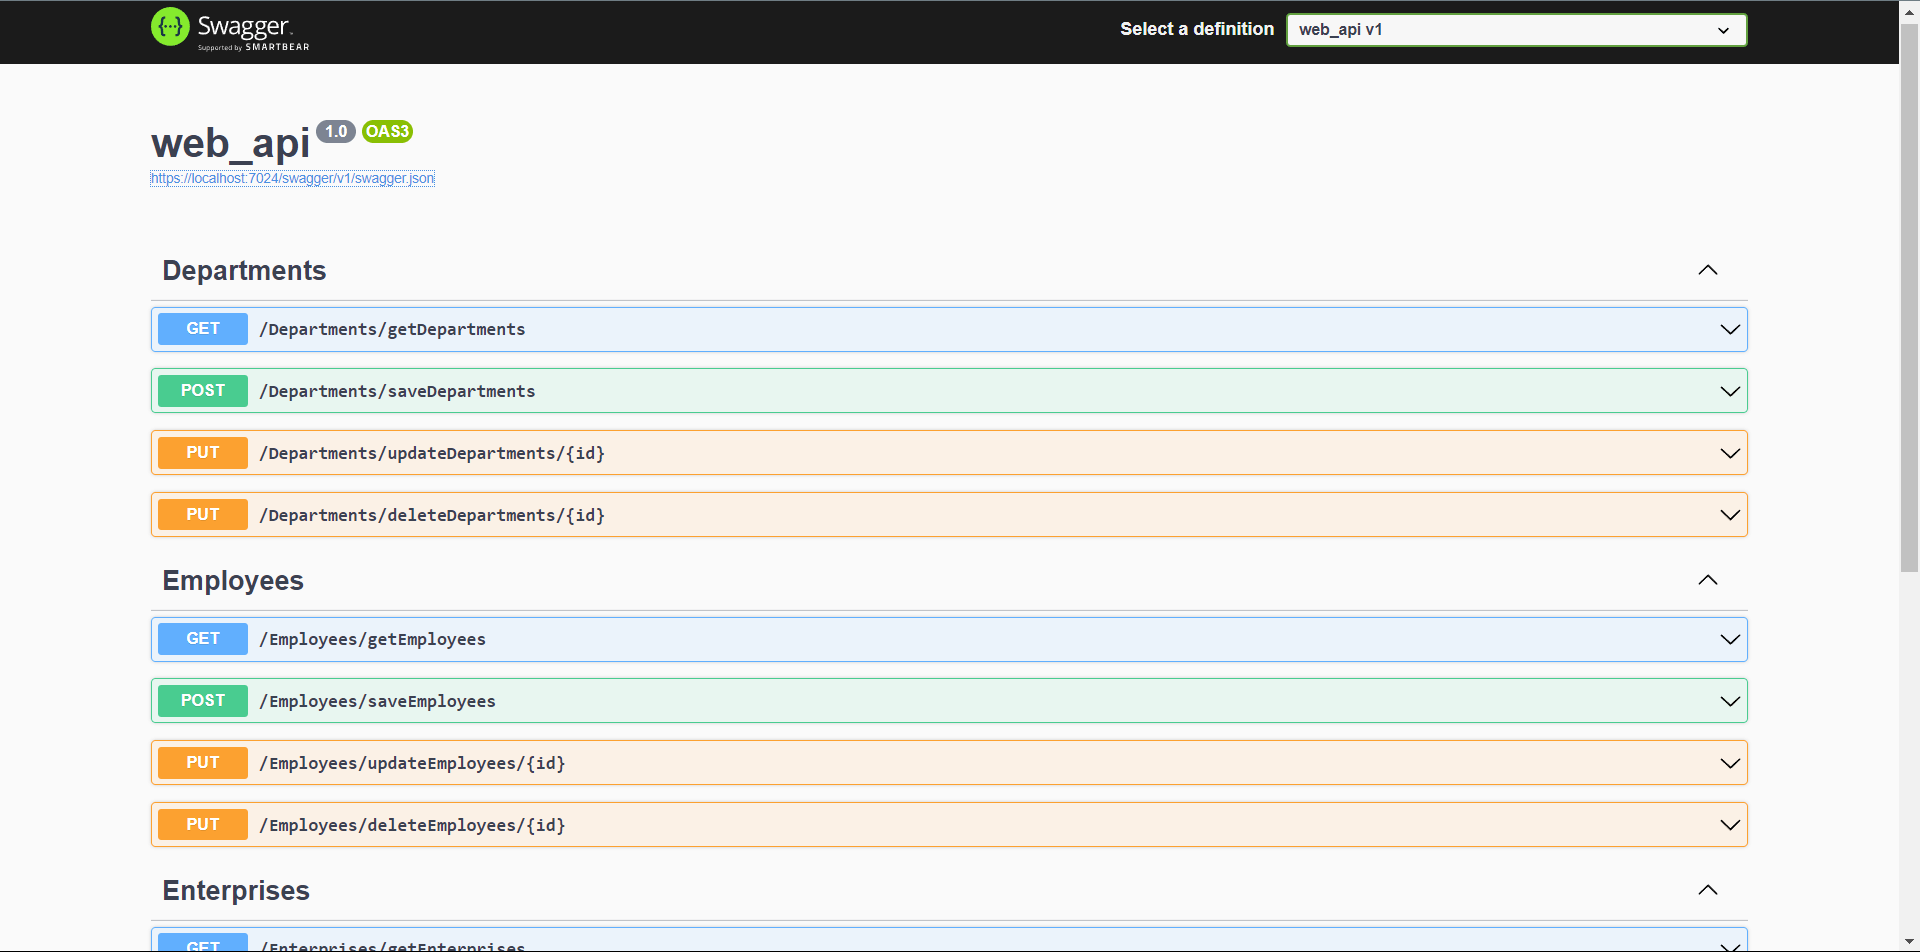 Swagger
Supported by SMARTBEAR
Select a definition
web_api v1
web_api 1.0 OAS3
https://localhost:7024/swagger/v1/swagger.json
Departments
GET /Departments/getDepartments
POST /Departments/saveDepartments
PUT /Departments/updateDepartments/{id}
PUT /Departments/deleteDepartments/{id}
Employees
GET /Employees/getEmployees
POST /Employees/saveEmployees
PUT /Employees/updateEmployees/{id}
PUT /Employees/deleteEmployees/{id}
Enterprises
GET /Enterprises/getEnterprises